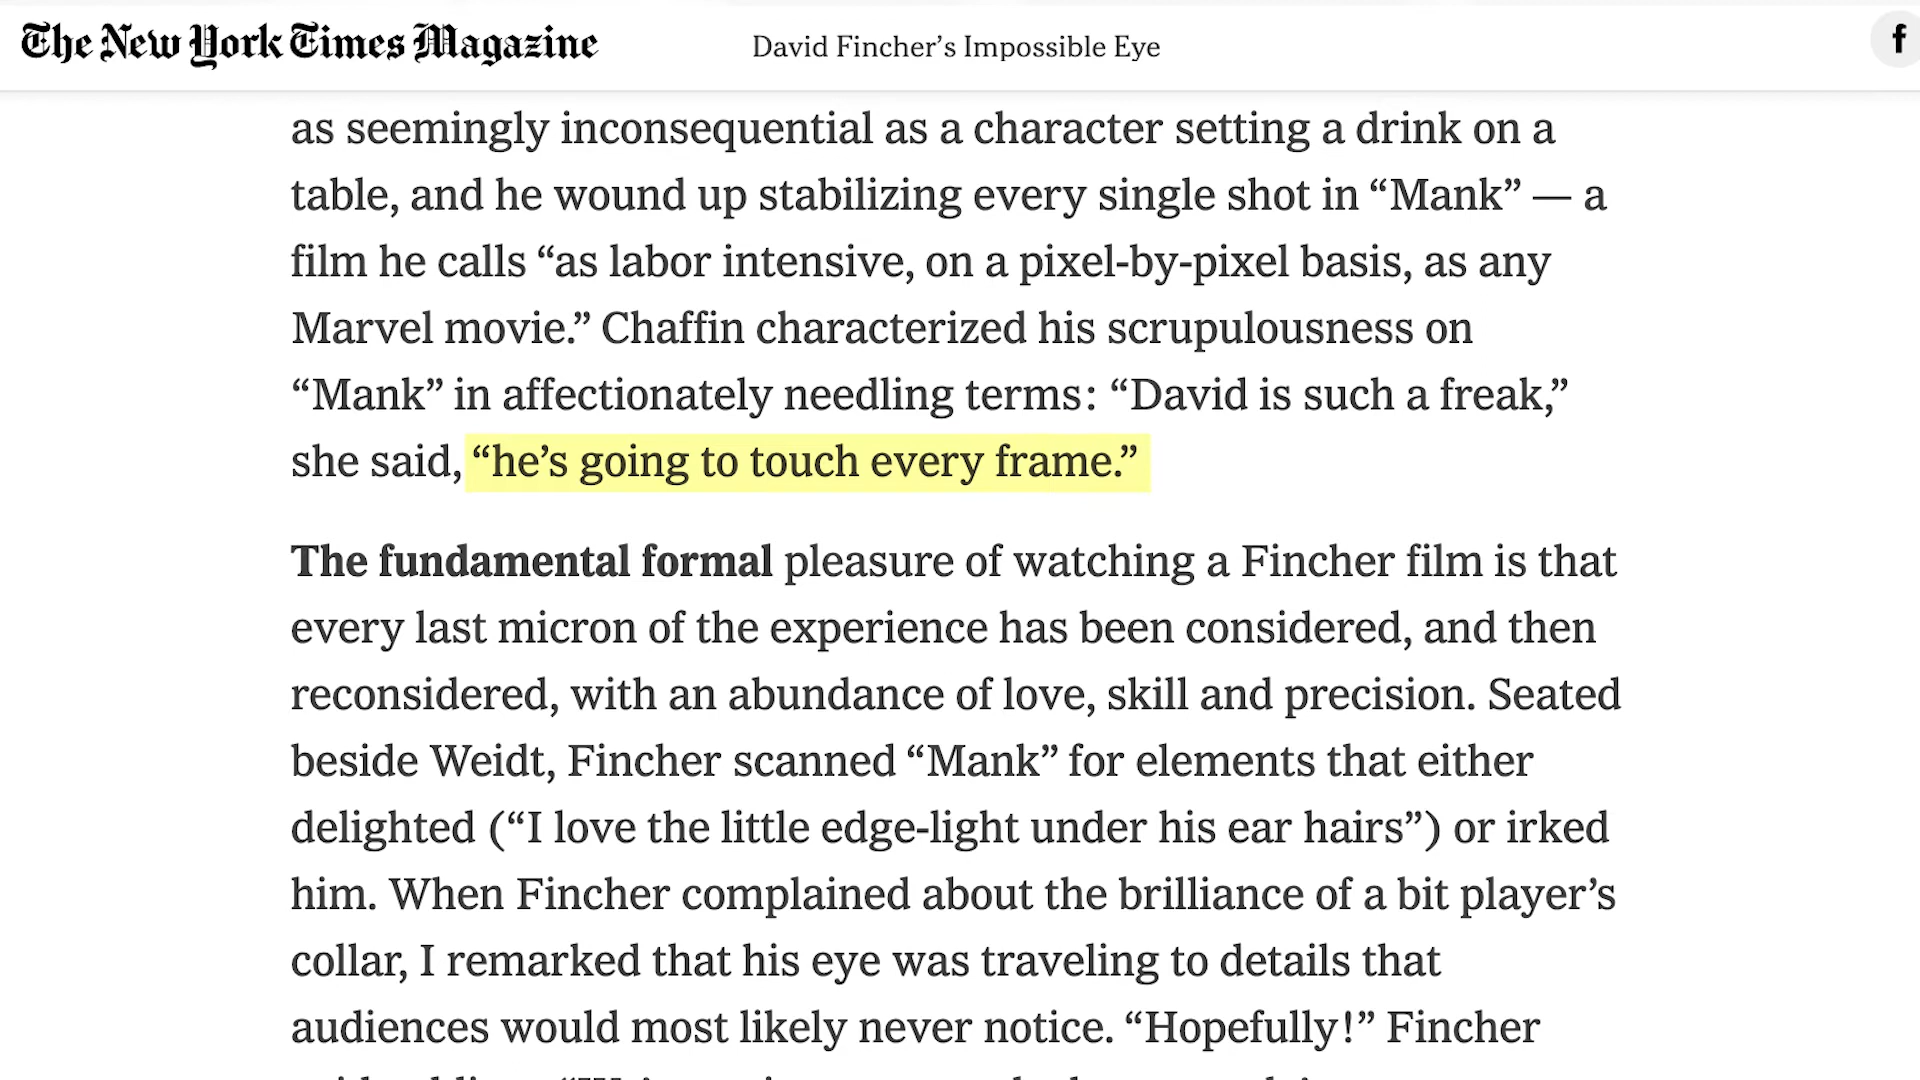 The New York Times Magazine
David Fincher’s Impossible Eye
f
as seemingly inconsequential as a character setting a drink on a
table, and he wound up stabilizing every single shot in “Mank” — a
film he calls “as labor intensive, on a pixel-by-pixel basis, as any
Marvel movie.” Chaffin characterized his scrupulousness on
“Mank” in affectionately needling terms: “David is such a freak,”
she said, “he’s going to touch every frame.”
The fundamental formal pleasure of watching a Fincher film is that
every last micron of the experience has been considered, and then
reconsidered, with an abundance of love, skill and precision. Seated
beside Weidt, Fincher scanned “Mank” for elements that either
delighted (“I love the little edge-light under his ear hairs”) or irked
him. When Fincher complained about the brilliance of a bit player’s
collar, I remarked that his eye was traveling to details that
audiences would most likely never notice. “Hopefully!” Fincher